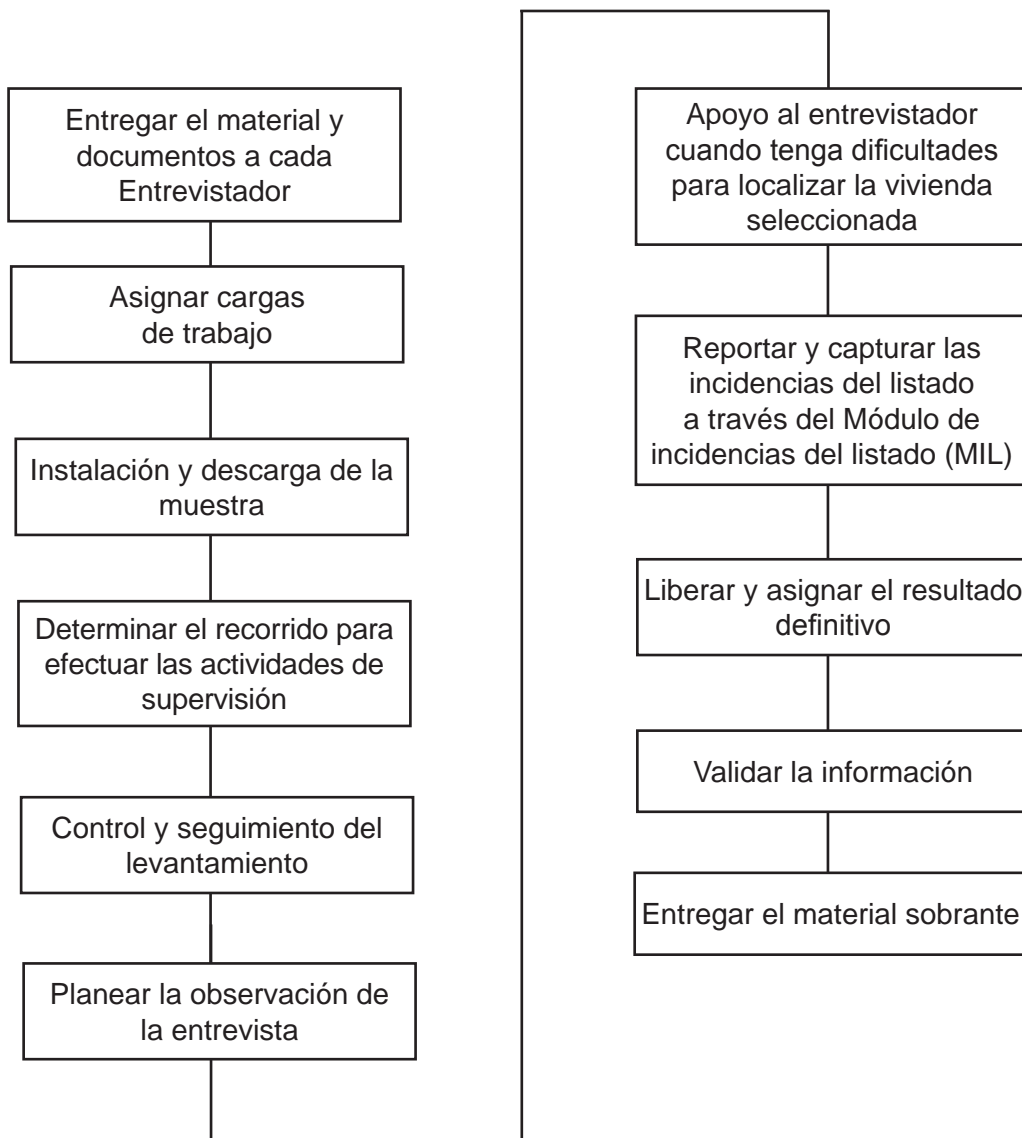 Entregar el material y
documentos a cada
Entrevistador
Asignar cargas
de trabajo
Instalación y descarga de la
muestra
Determinar el recorrido para
efectuar las actividades de
supervisión
Control y seguimiento del
levantamiento
Planear la observación de
la entrevista
Apoyo al entrevistador
cuando tenga dificultades
para localizar la vivienda
seleccionada
Reportar y capturar las
incidencias del listado
a través del Módulo de
incidencias del listado (MIL)
Liberar y asignar el resultado
definitivo
Validar la información
Entregar el material sobrante